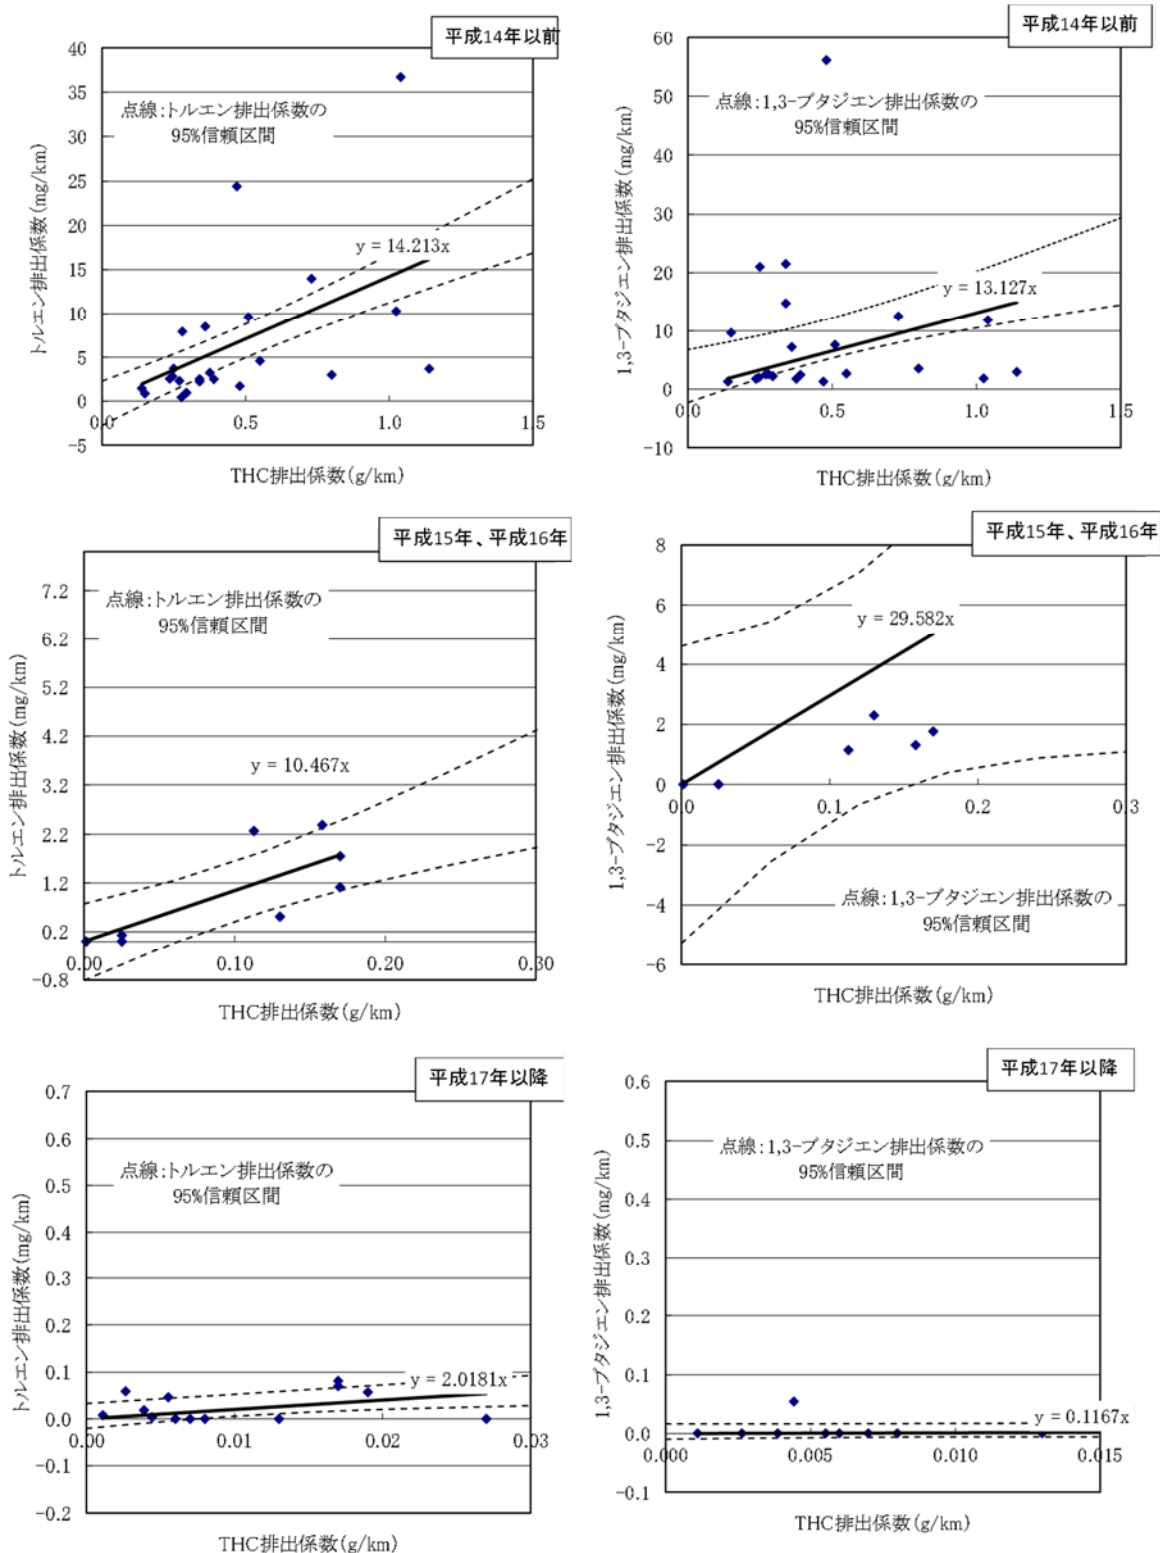 平成14年以前
40
35
30
25
20
15
10
5
0
-5
トルエン排出係数(mg/km)
点線:トルエン排出係数の
95%信頼区間
y = 14.213x
0.0
0.5
1.0
1.5
THC排出係数(g/km)
平成14年以前
60
50
40
30
20
10
0
-10
1,3-ブタジエン排出係数(mg/km)
点線:1,3-ブタジエン排出係数の
95%信頼区間
y = 13.127x
0.0
0.5
1.0
1.5
THC排出係数(g/km)
平成15年、平成16年
7.2
6.2
5.2
4.2
3.2
2.2
1.2
0.2
-0.8
トルエン排出係数(mg/km)
点線:トルエン排出係数の
95%信頼区間
y = 10.467x
0.00
0.10
0.20
0.30
THC排出係数(g/km)
平成15年、平成16年
8
6
4
2
0
-2
-4
-6
1,3-ブタジエン排出係数(mg/km)
y = 29.582x
0.0
0.1
0.2
0.3
点線:1,3-ブタジエン排出係数の
95%信頼区間
THC排出係数(g/km)
平成17年以降
0.7
0.6
0.5
0.4
0.3
0.2
0.1
0.0
-0.1
-0.2
トルエン排出係数(mg/km)
点線:トルエン排出係数の
95%信頼区間
y = 2.0181x
0.00
0.01
0.02
0.03
THC排出係数(g/km)
平成17年以降
0.6
0.5
0.4
0.3
0.2
0.1
0.0
-0.1
1,3-ブタジエン排出係数(mg/km)
点線:1,3-ブタジエン排出係数の
95%信頼区間
y = 0.1167x
0.000
0.005
0.010
0.015
THC排出係数(g/km)